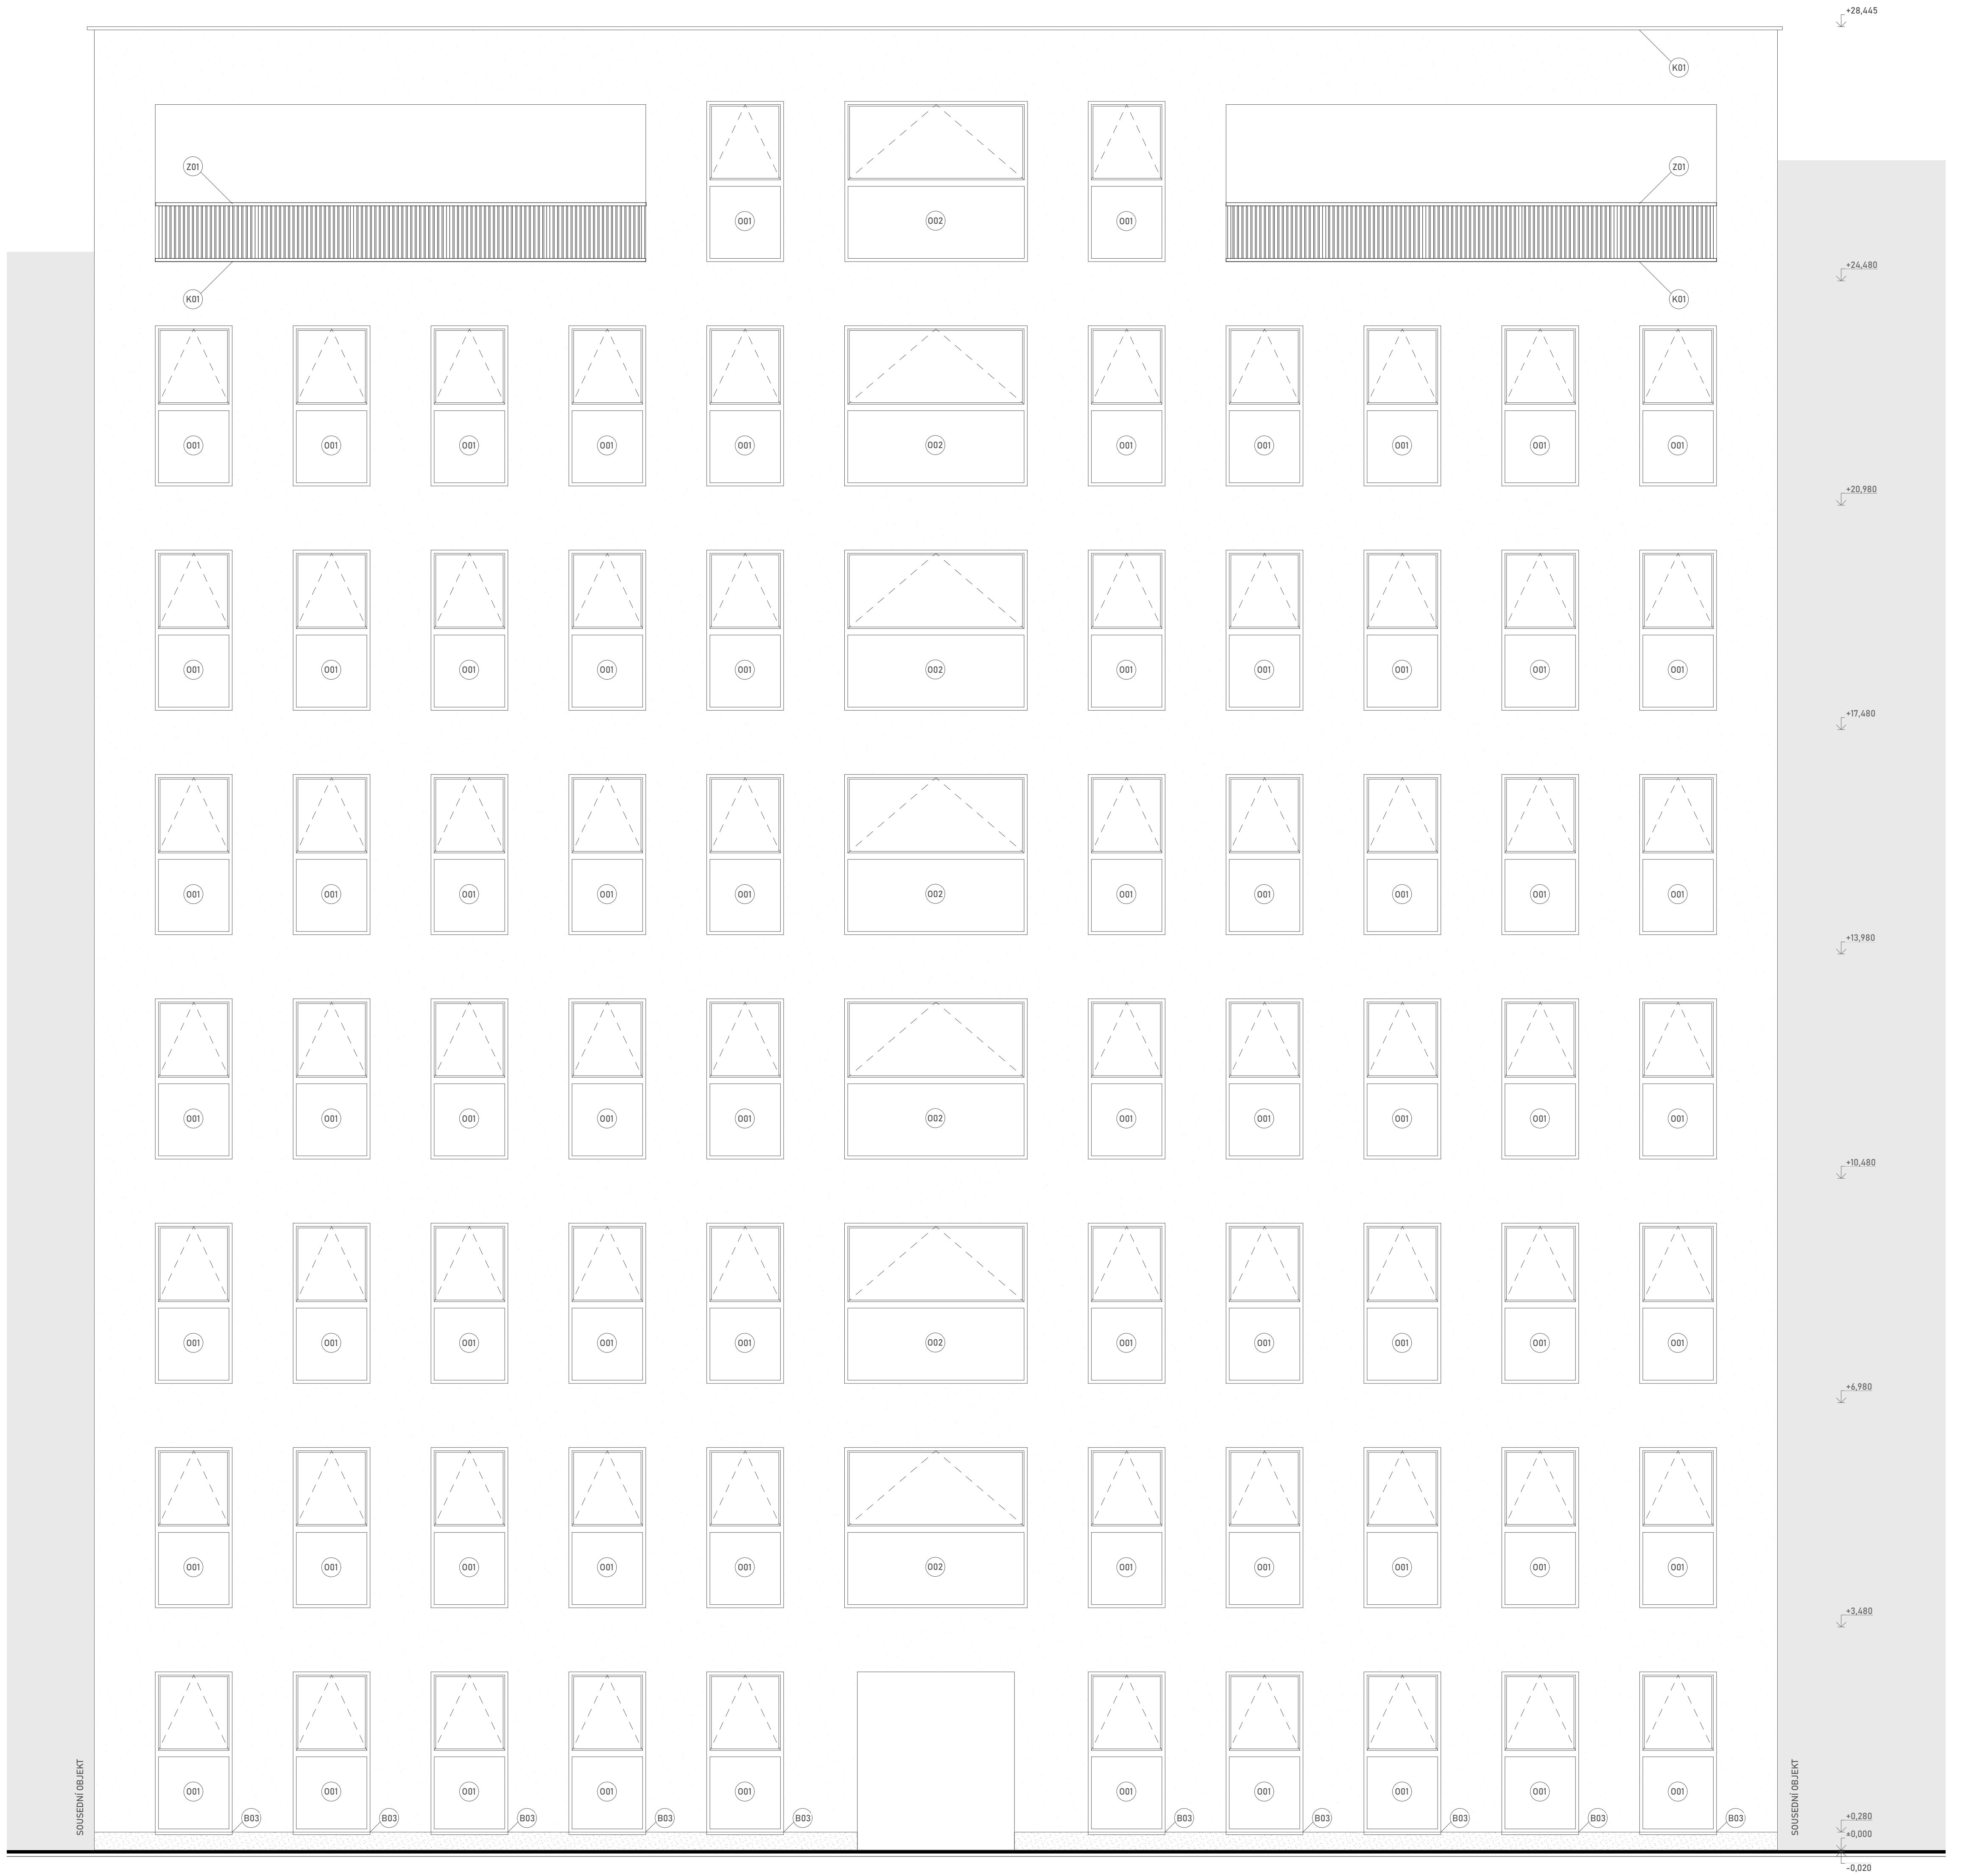 +28,445
K01
Z01 Z01
O01 O02 O01
+24,480
K01 K01
O01 O01 O01 O01 O01 O02 O01 O01 O01 O01 O01
+20,980
O01 O01 O01 O01 O01 O02 O01 O01 O01 O01 O01
+17,480
O01 O01 O01 O01 O01 O02 O01 O01 O01 O01 O01
+13,980
O01 O01 O01 O01 O01 O02 O01 O01 O01 O01 O01
+10,480
O01 O01 O01 O01 O01 O02 O01 O01 O01 O01 O01
+6,980
O01 O01 O01 O01 O01 O02 O01 O01 O01 O01 O01
+3,480
O01 O01 O01 O01 O01 O01 O01 O01 O01 O01
SOUSEDNÍ OBJEKT
SOUSEDNÍ OBJEKT
B03 B03 B03 B03 B03 B03 B03 B03 B03 B03
+0,280
±0,000
-0,020